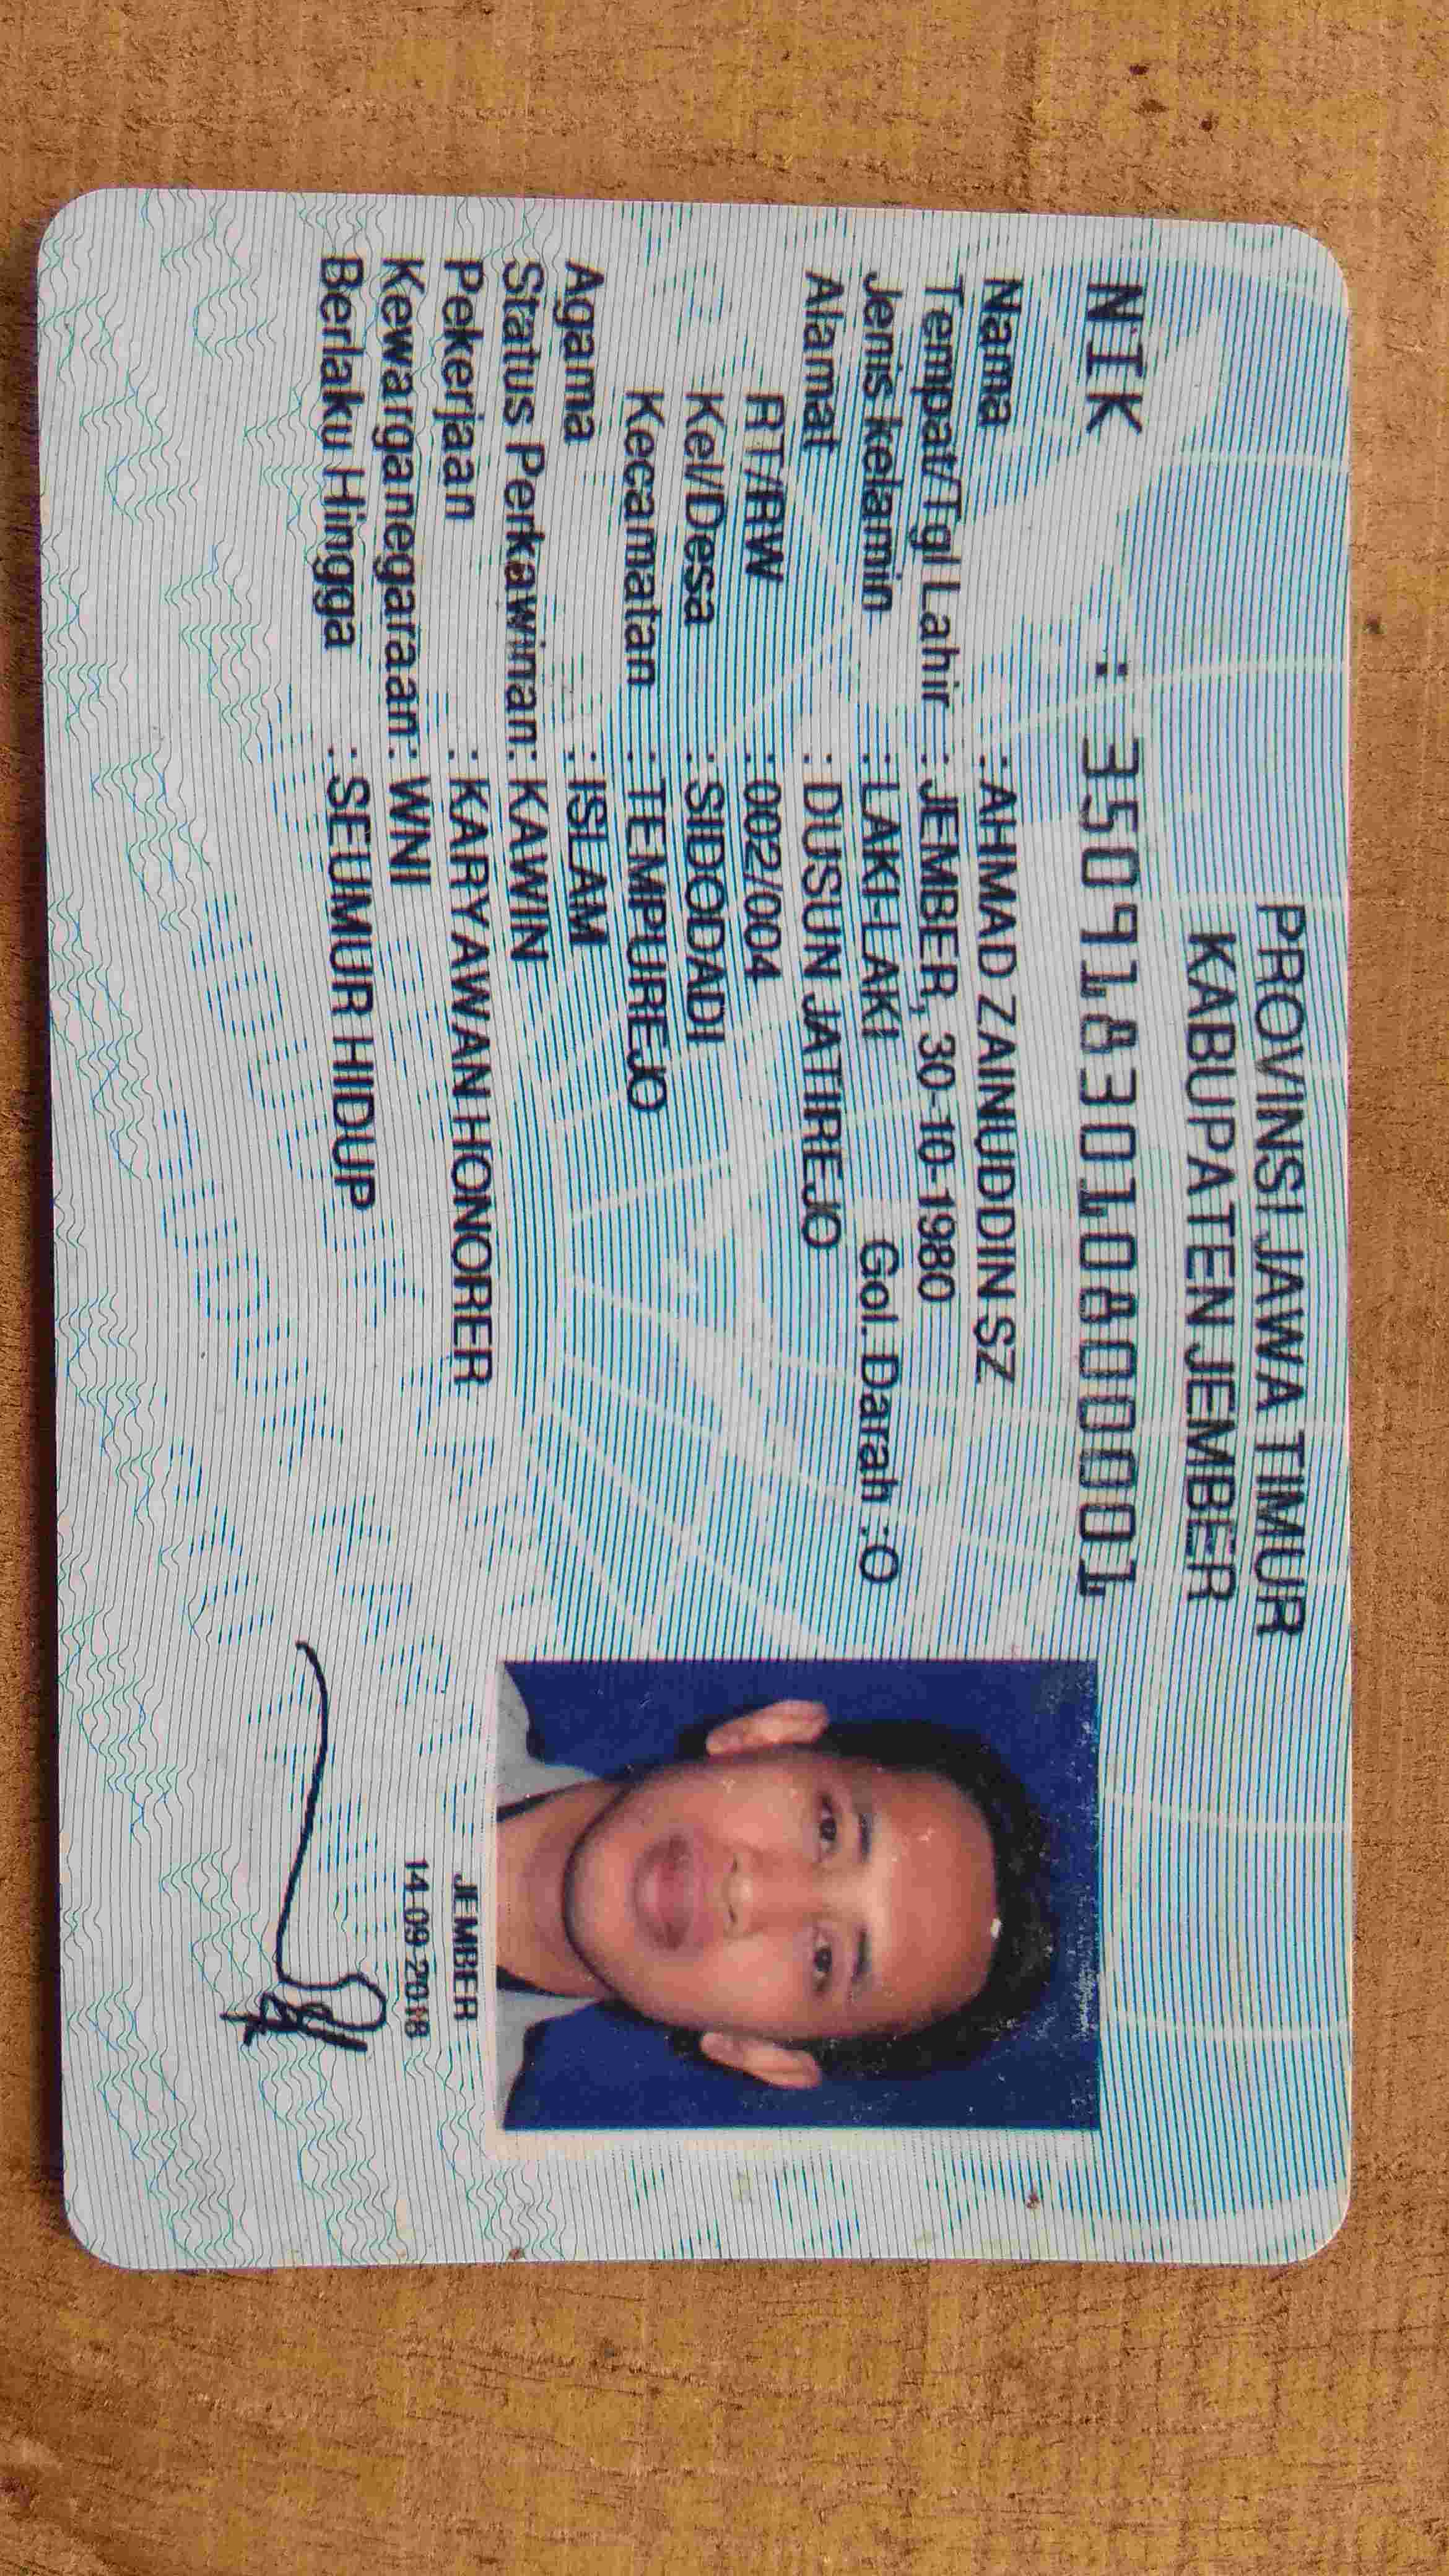 PROVINSI JAWA TIMUR
KABUPATEN JEMBER
NIK : 3509183010800001
Nama : AHMAD ZAINUDDIN SZ
Tempat/Tgl Lahir : JEMBER, 30-10-1980
Jenis kelamin : LAKI-LAKI Gol. Darah : O
Alamat : DUSUN JATIREJO
RT/RW : 002/004
Kel/Desa : SIDODADI
Kecamatan : TEMPUREJO
Agama : ISLAM
Status Perkawinan : KAWIN
Pekerjaan : KARYAWAN HONORER
Kewarganegaraan : WNI
Berlaku Hingga : SEUMUR HIDUP
JEMBER
14-09-2018